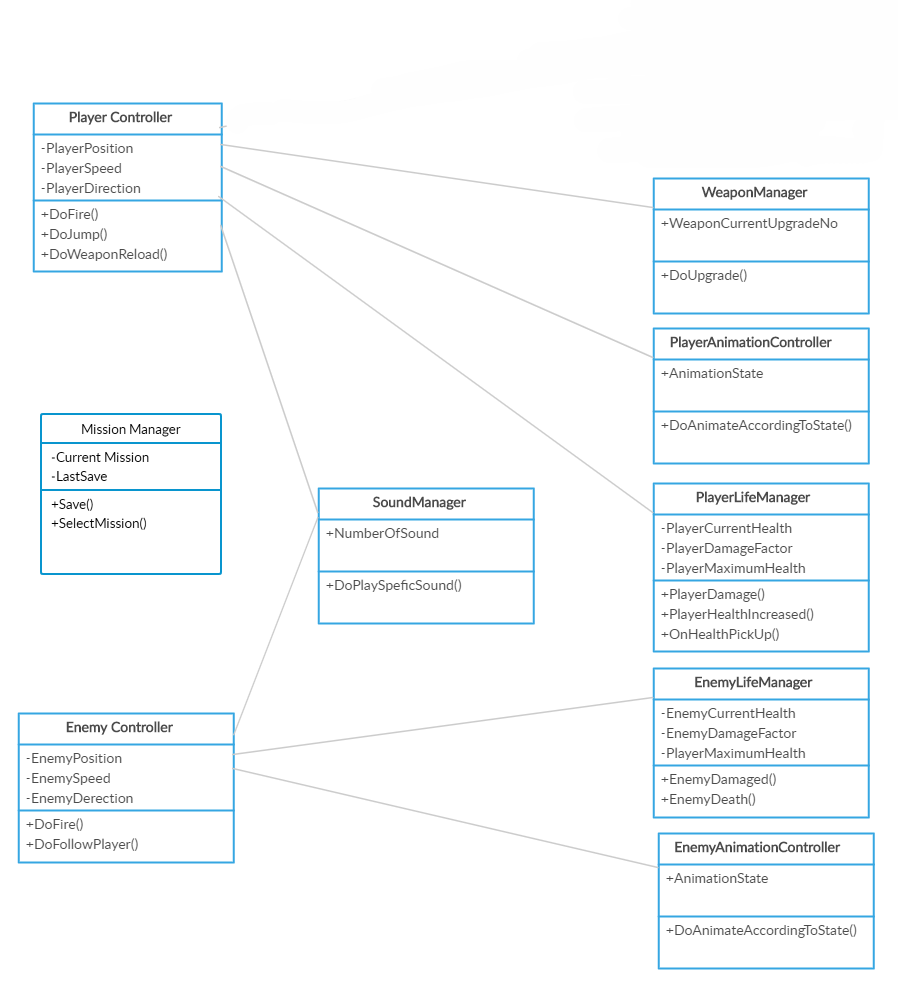 Player Controller
-PlayerPosition
-PlayerSpeed
-PlayerDirection
+DoFire()
+DoJump()
+DoWeaponReload()
WeaponManager
+WeaponCurrentUpgradeNo
+DoUpgrade()
PlayerAnimationController
+AnimationState
+DoAnimateAccordingToState()
Mission Manager
-Current Mission
-LastSave
+Save()
+SelectMission()
SoundManager
+NumberOfSound
+DoPlaySpeficSound()
PlayerLifeManager
-PlayerCurrentHealth
-PlayerDamageFactor
-PlayerMaximumHealth
+PlayerDamage()
+PlayerHealthIncreased()
+OnHealthPickUp()
EnemyLifeManager
-EnemyCurrentHealth
-EnemyDamageFactor
-PlayerMaximumHealth
+EnemyDamaged()
+EnemyDeath()
Enemy Controller
-EnemyPosition
-EnemySpeed
-EnemyDerection
+DoFire()
+DoFollowPlayer()
EnemyAnimationController
+AnimationState
+DoAnimateAccordingToState()